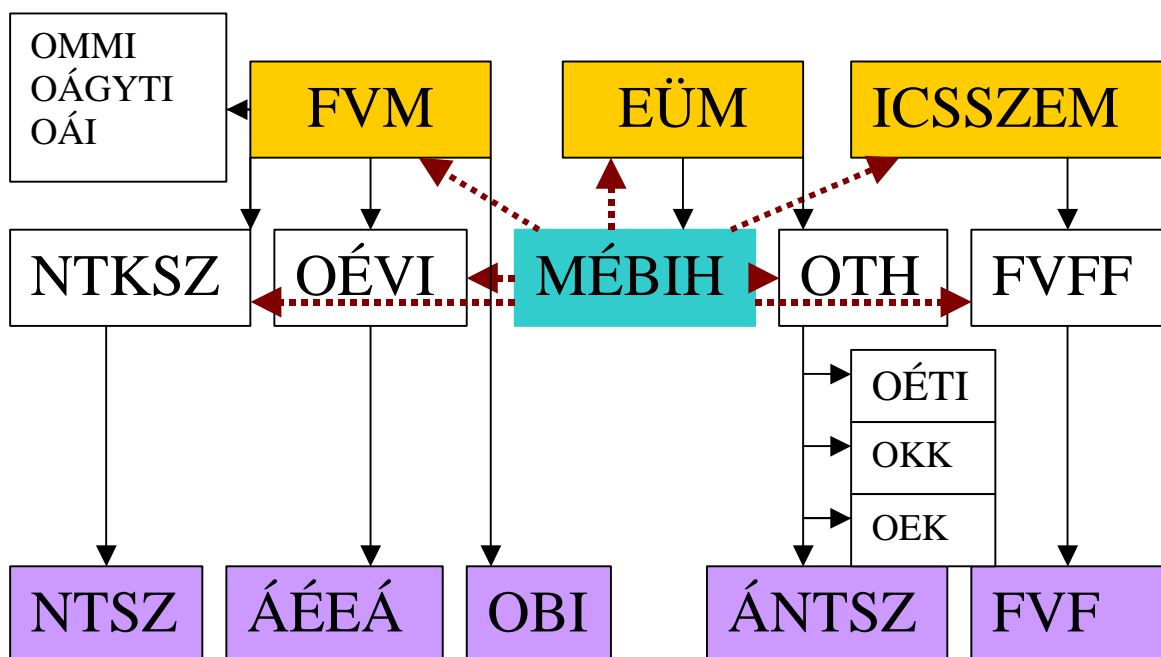 OMMI
OÁGYTI
OÁI
FVM
EÜM
ICSSZEM
NTKSZ
OÉVI
MÉBIH
OTH
FVFF
OÉTI
OKK
OEK
NTSZ
ÁÉEÁ
OBI
ÁNTSZ
FVF